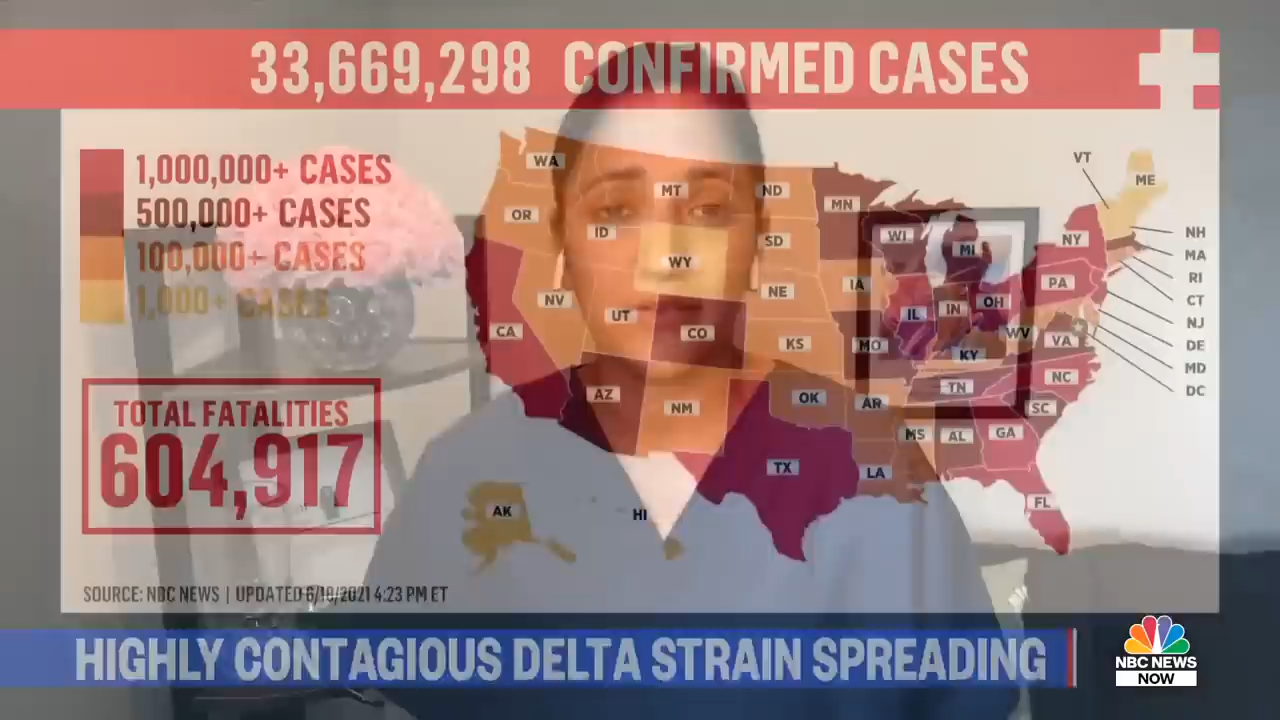 33,669,298 CONFIRMED CASES
1,000,000+ CASES
500,000+ CASES
100,000+ CASES
1,000+ CASES
TOTAL FATALITIES
604,917
WA
MT
ND
MN
VT
ME
OR
ID
SD
WI
MI
NY
NH
MA
WY
RI
NV
UT
NE
IA
PA
CT
CA
CO
KS
MO
IL
IN
OH
WV
VA
NJ
DE
KY
MD
DC
AZ
NM
OK
AR
TN
NC
SC
MS
AL
GA
TX
LA
FL
AK
HI
SOURCE: NBC NEWS | UPDATED 6/18/2021 4:23 PM ET
HIGHLY CONTAGIOUS DELTA STRAIN SPREADING
NBC NEWS
NOW